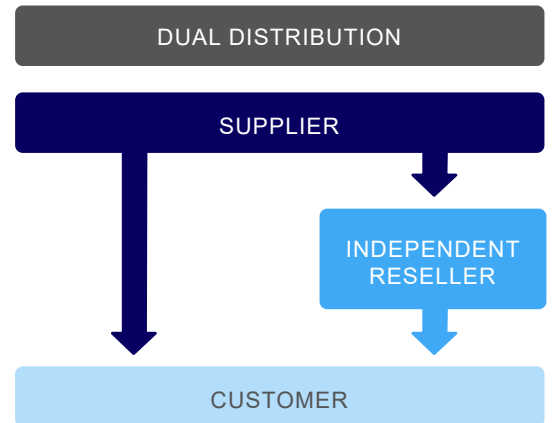 DUAL DISTRIBUTION
SUPPLIER
INDEPENDENT
RESELLER
CUSTOMER